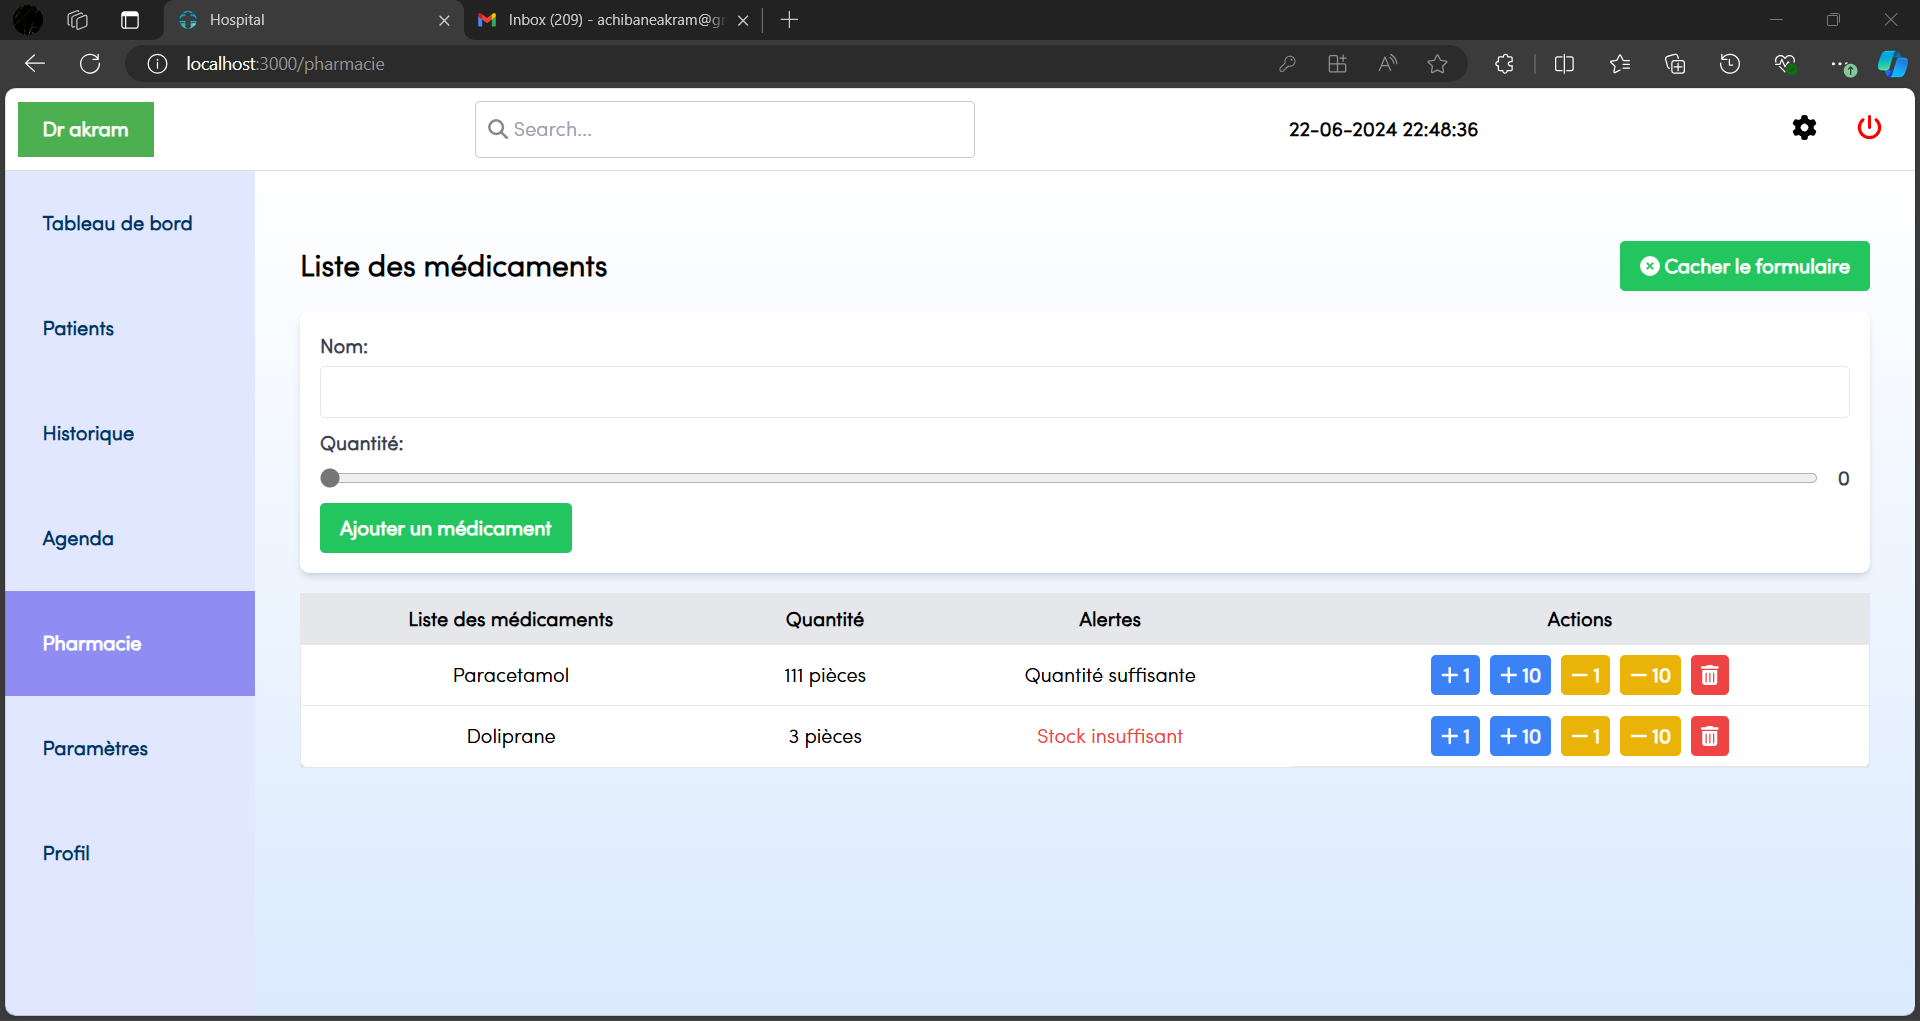 Hospital
Inbox (209) - achibaneakram@gr
localhost:3000/pharmacie
Dr akram
Search...
22-06-2024 22:48:36
Tableau de bord
Patients
Historique
Agenda
Pharmacie
Paramètres
Profil
Liste des médicaments
Cacher le formulaire
Nom:
Quantité:
0
Ajouter un médicament
Liste des médicaments Quantité Alertes Actions
Paracetamol 111 pièces Quantité suffisante +1 +10 −1 −10
Doliprane 3 pièces Stock insuffisant +1 +10 −1 −10